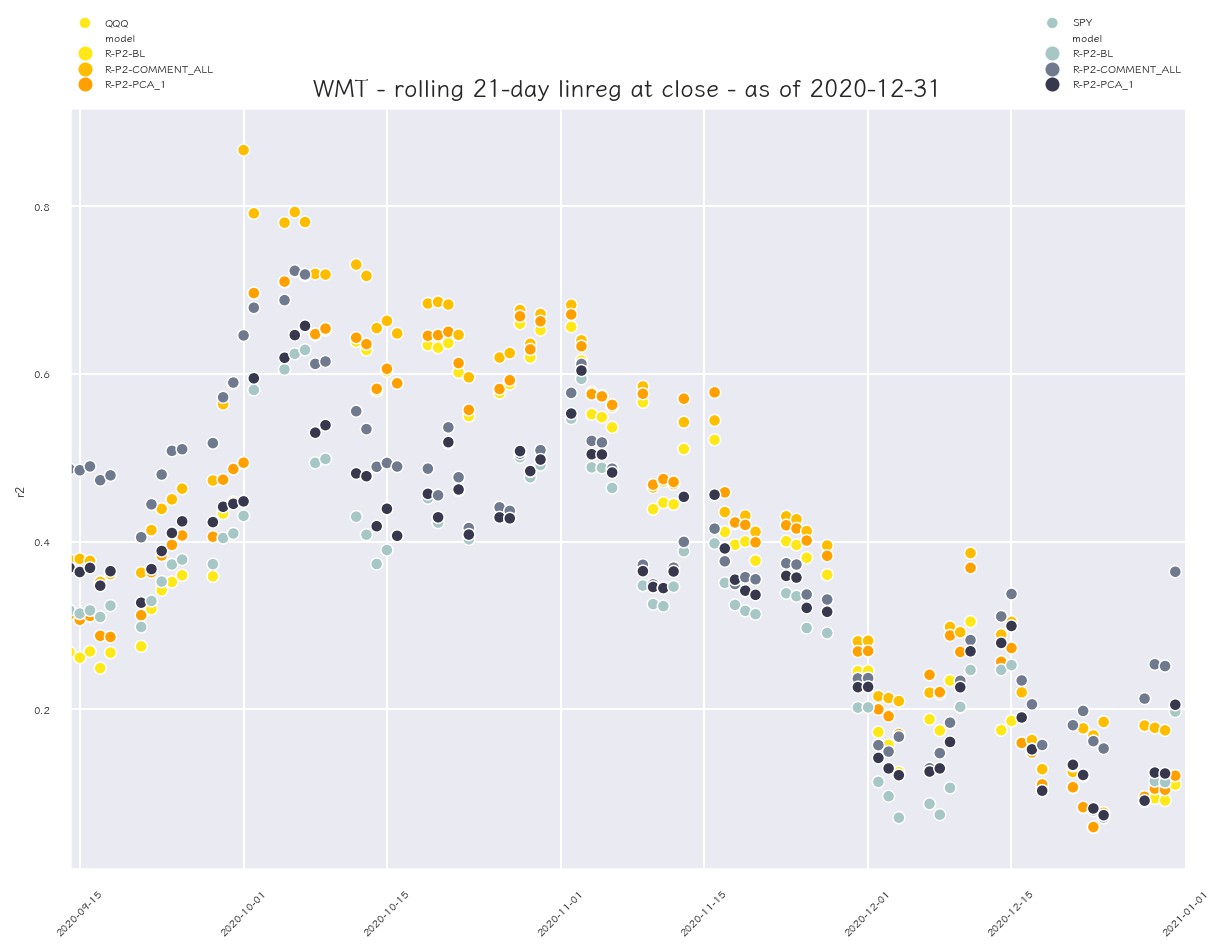 QQQ
model
R-P2-BL
R-P2-COMMENT_ALL
R-P2-PCA_1
SPY
model
R-P2-BL
R-P2-COMMENT_ALL
R-P2-PCA_1
WMT - rolling 21-day linreg at close - as of 2020-12-31
0.8
0.6
0.4
0.2
r2
2020-09-15
2020-10-01
2020-10-15
2020-11-01
2020-11-15
2020-12-01
2020-12-15
2021-01-01